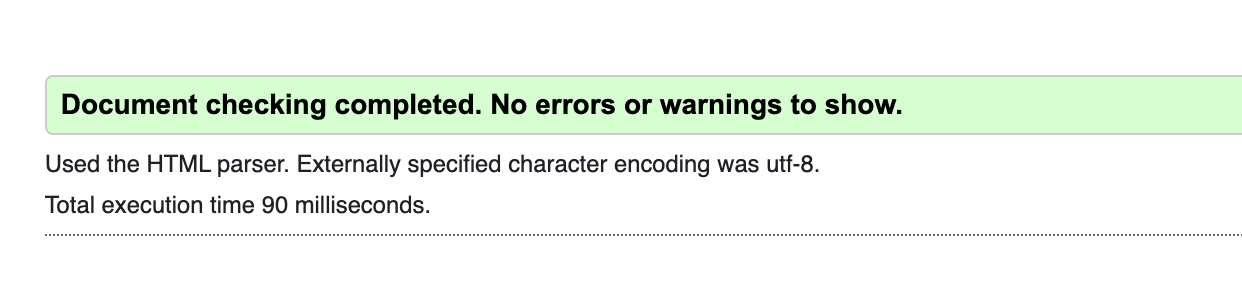 Document checking completed. No errors or warnings to show.
Used the HTML parser. Externally specified character encoding was utf-8.
Total execution time 90 milliseconds.